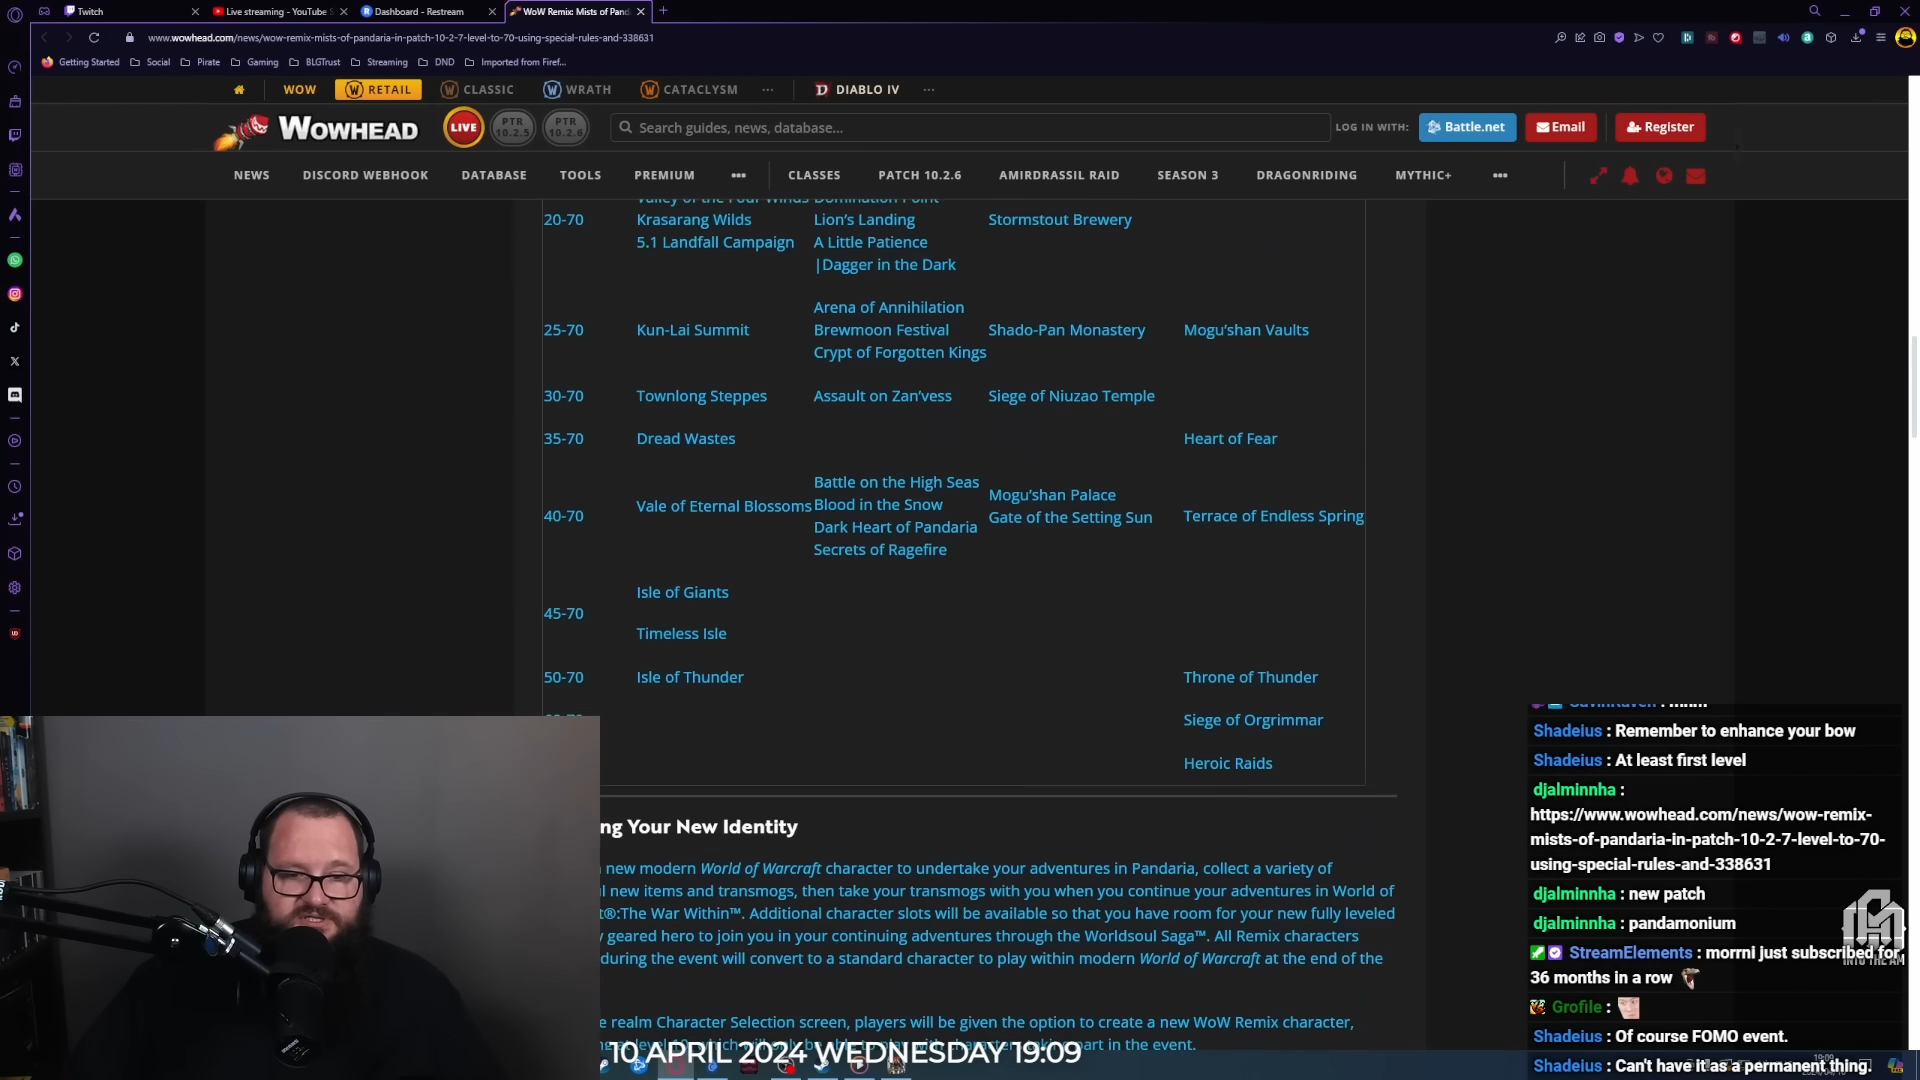 Twitch
Live streaming - YouTube S
Dashboard - Restream
WoW Remix: Mists of Pand
www.wowhead.com/news/wow-remix-mists-of-pandaria-in-patch-10-2-7-level-to-70-using-special-rules-and-338631
Getting Started Social Pirate Gaming BLGTrust Streaming DND Imported from Firef...
WOW RETAIL CLASSIC WRATH CATACLYSM ... DIABLO IV ...
WOWHEAD LIVE PTR 10.2.5 PTR 10.2.6 Search guides, news, database... LOG IN WITH: Battle.net Email Register
NEWS DISCORD WEBHOOK DATABASE TOOLS PREMIUM ... CLASSES PATCH 10.2.6 AMIRDRASSIL RAID SEASON 3 DRAGONRIDING MYTHIC+ ...
Valley of the Four Winds Domination Point
20-70 Krasarang Wilds Lion's Landing Stormstout Brewery
5.1 Landfall Campaign A Little Patience
|Dagger in the Dark
Arena of Annihilation
25-70 Kun-Lai Summit Brewmoon Festival Shado-Pan Monastery Mogu'shan Vaults
Crypt of Forgotten Kings
30-70 Townlong Steppes Assault on Zan'vess Siege of Niuzao Temple
35-70 Dread Wastes Heart of Fear
Battle on the High Seas
Mogu'shan Palace
40-70 Vale of Eternal Blossoms Blood in the Snow Terrace of Endless Spring
Dark Heart of Pandaria Gate of the Setting Sun
Secrets of Ragefire
Isle of Giants
45-70
Timeless Isle
50-70 Isle of Thunder Throne of Thunder
Siege of Orgrimmar
Heroic Raids
ng Your New Identity
new modern World of Warcraft character to undertake your adventures in Pandaria, collect a variety of
l new items and transmogs, then take your transmogs with you when you continue your adventures in World of
t®:The War Within™. Additional character slots will be available so that you have room for your new fully leveled
y geared hero to join you in your continuing adventures through the Worldsoul Saga™. All Remix characters
during the event will convert to a standard character to play within modern World of Warcraft at the end of the
e realm Character Selection screen, players will be given the option to create a new WoW Remix character,
part in the event.
10 APRIL 2024 WEDNESDAY 19:09
Shadeius : Remember to enhance your bow
Shadeius : At least first level
djalminnha :
https://www.wowhead.com/news/wow-remix-
mists-of-pandaria-in-patch-10-2-7-level-to-70-
using-special-rules-and-338631
djalminnha : new patch
djalminnha : pandamonium
StreamElements : morrni just subscribed for
36 months in a row
Grofile :
Shadeius : Of course FOMO event.
Shadeius : Can't have it as a permanent thing.
INTO THE AM